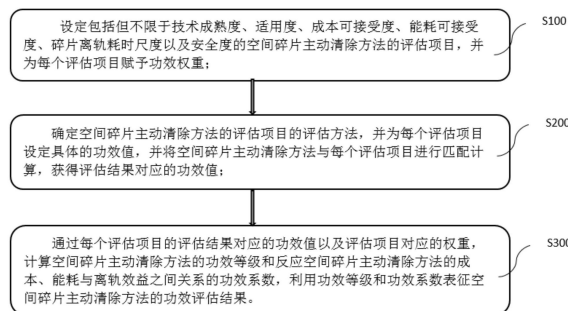 设定包括但不限于技术成熟度、适用度、成本可接受度、能耗可接受
度、碎片离轨耗时尺度以及安全度的空间碎片主动清除方法的评估项目，并
为每个评估项目赋予功效权重；
S100
确定空间碎片主动清除方法的评估项目的评估方法，并为每个评估项目
设定具体的功效值，并将空间碎片主动清除方法与每个评估项目进行匹配计
算，获得评估结果对应的功效值；
S200
通过每个评估项目的评估结果对应的功效值以及评估项目对应的权重，
计算空间碎片主动清除方法的功效等级和反应空间碎片主动清除方法的成
本、能耗与离轨效益之间关系的功效系数，利用功效等级和功效系数表征空
间碎片主动清除方法的功效评估结果。
S300